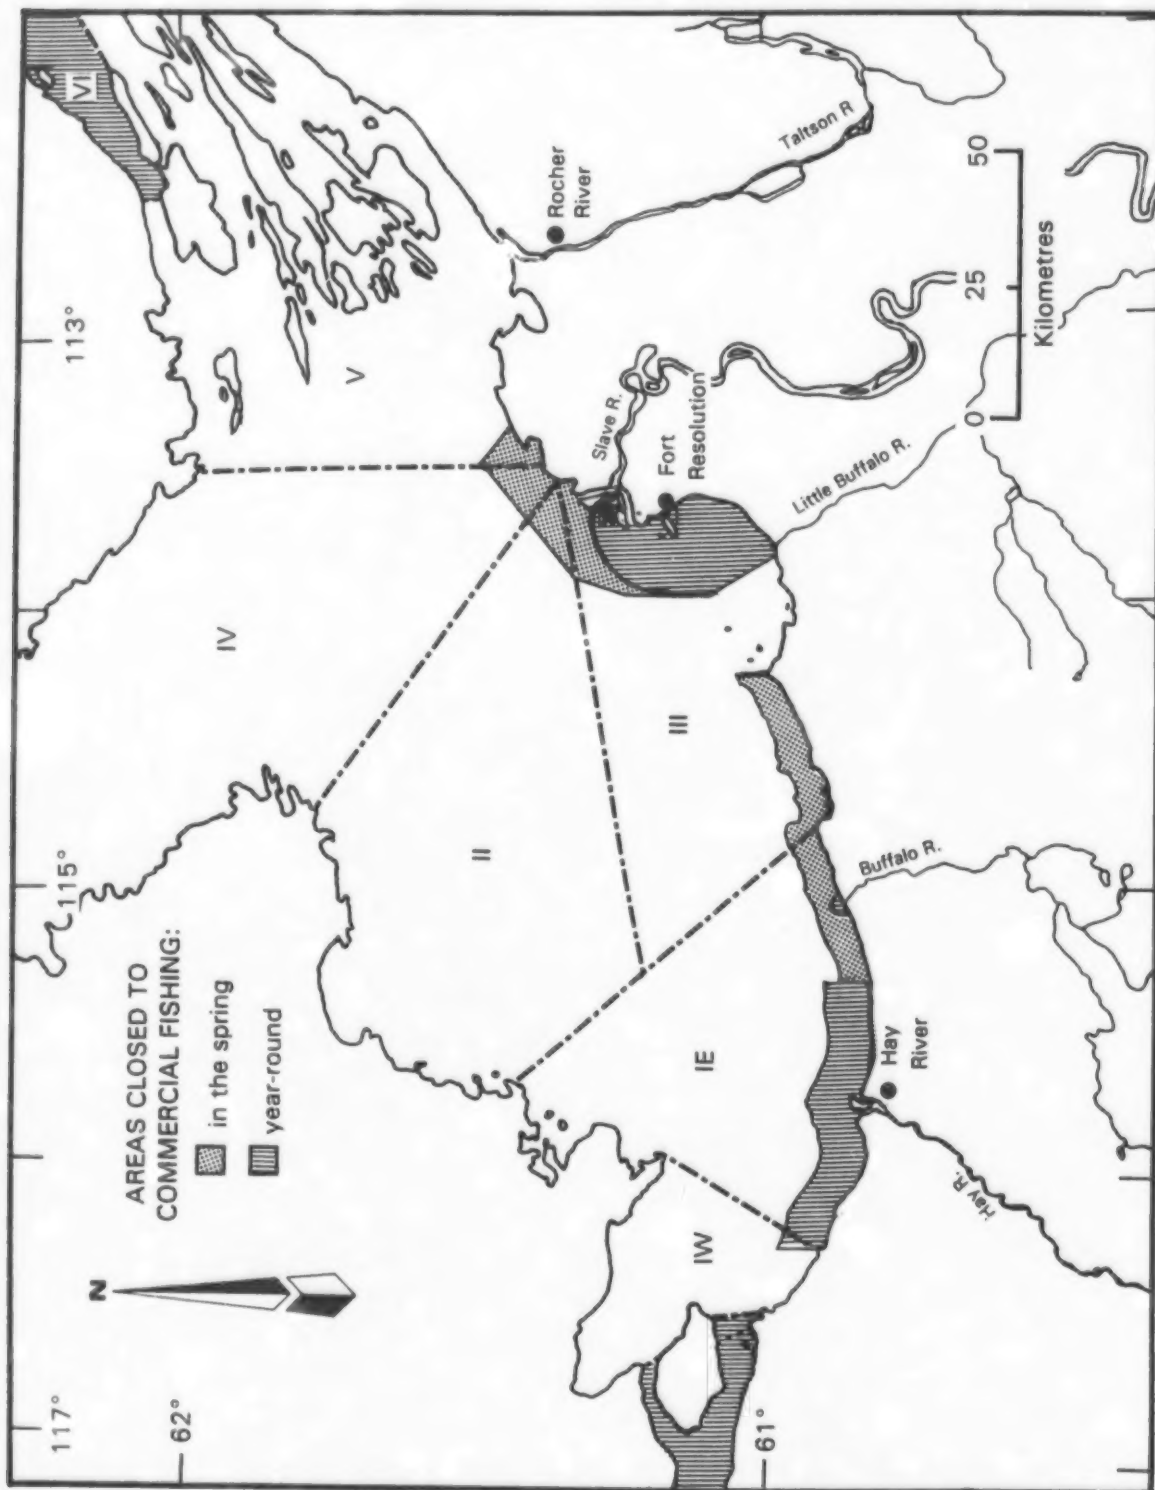 117°
115°
113°
62°
61°
N
AREAS CLOSED TO
COMMERCIAL FISHING:
in the spring
year-round
VI
V
IV
II
III
IE
IW
Rocher
River
Taltson R
Slave R.
Fort
Resolution
Little Buffalo R.
Buffalo R.
Hay
River
Hay R.
0
25
50
Kilometres